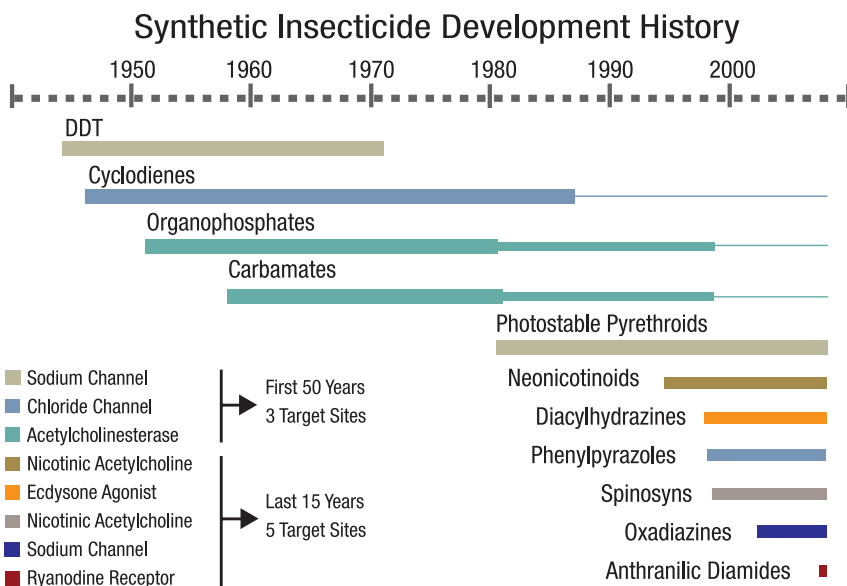 Synthetic Insecticide Development History
1950 1960 1970 1980 1990 2000
DDT
Cyclodienes
Organophosphates
Carbamates
Photostable Pyrethroids
Neonicotinoids
Diacylhydrazines
Phenylpyrazoles
Spinosyns
Oxadiazines
Anthranilic Diamides
Sodium Channel
Chloride Channel
Acetylcholinesterase
Nicotinic Acetylcholine
Ecdysone Agonist
Nicotinic Acetylcholine
Sodium Channel
Ryanodine Receptor
First 50 Years
3 Target Sites
Last 15 Years
5 Target Sites